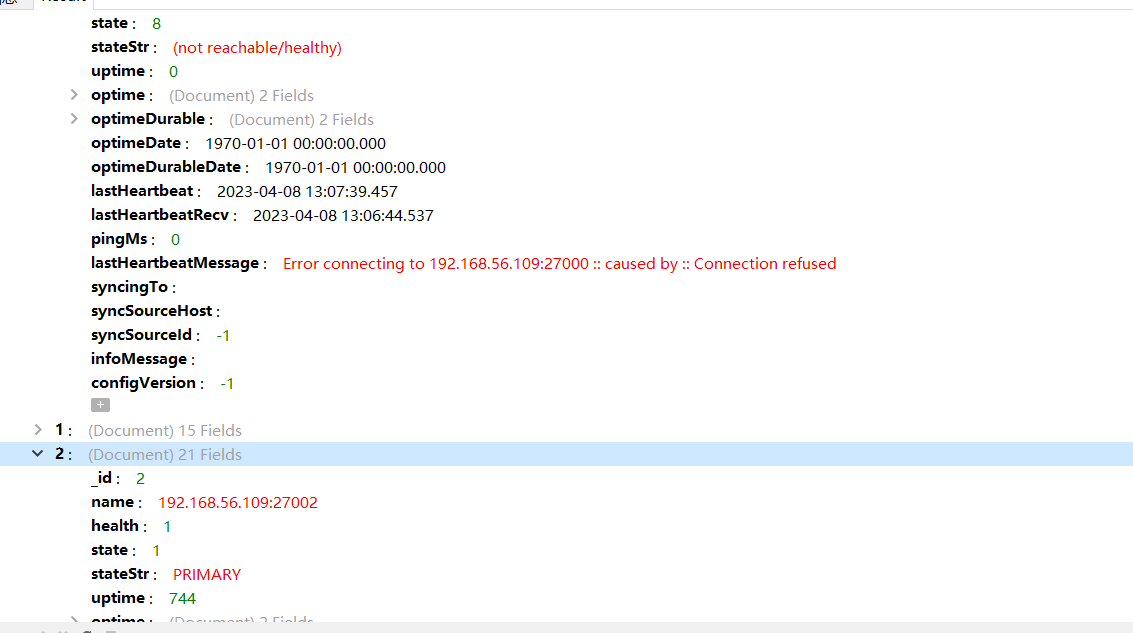 state : 8
stateStr : (not reachable/healthy)
uptime : 0
optime : (Document) 2 Fields
optimeDurable : (Document) 2 Fields
optimeDate : 1970-01-01 00:00:00.000
optimeDurableDate : 1970-01-01 00:00:00.000
lastHeartbeat : 2023-04-08 13:07:39.457
lastHeartbeatRecv : 2023-04-08 13:06:44.537
pingMs : 0
lastHeartbeatMessage : Error connecting to 192.168.56.109:27000 :: caused by :: Connection refused
syncingTo :
syncSourceHost :
syncSourceId : -1
infoMessage :
configVersion : -1
1 : (Document) 15 Fields
2 : (Document) 21 Fields
_id : 2
name : 192.168.56.109:27002
health : 1
state : 1
stateStr : PRIMARY
uptime : 744
optime : (Document) 2 Fields